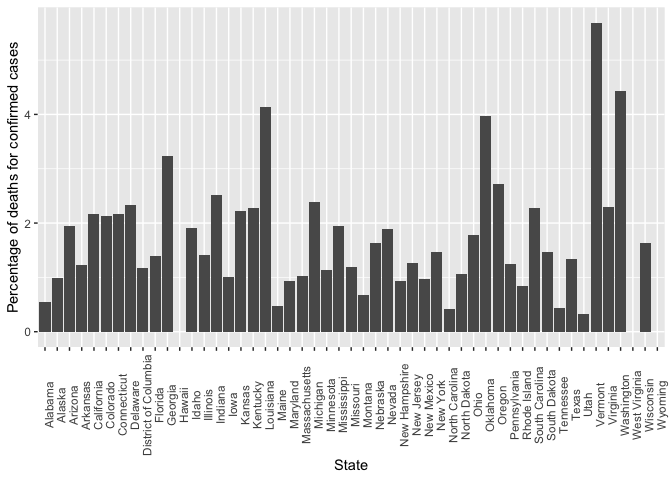 Percentage of deaths for confirmed cases
4
2
0
Alabama
Alaska
Arizona
Arkansas
California
Colorado
Connecticut
Delaware
District of Columbia
Florida
Georgia
Hawaii
Idaho
Illinois
Indiana
Iowa
Kansas
Kentucky
Louisiana
Maine
Maryland
Massachusetts
Michigan
Minnesota
Mississippi
Missouri
Montana
Nebraska
Nevada
New Hampshire
New Jersey
New Mexico
New York
North Carolina
North Dakota
Ohio
Oklahoma
Oregon
Pennsylvania
Rhode Island
South Carolina
South Dakota
Tennessee
Texas
Utah
Vermont
Virginia
Washington
West Virginia
Wisconsin
Wyoming
State